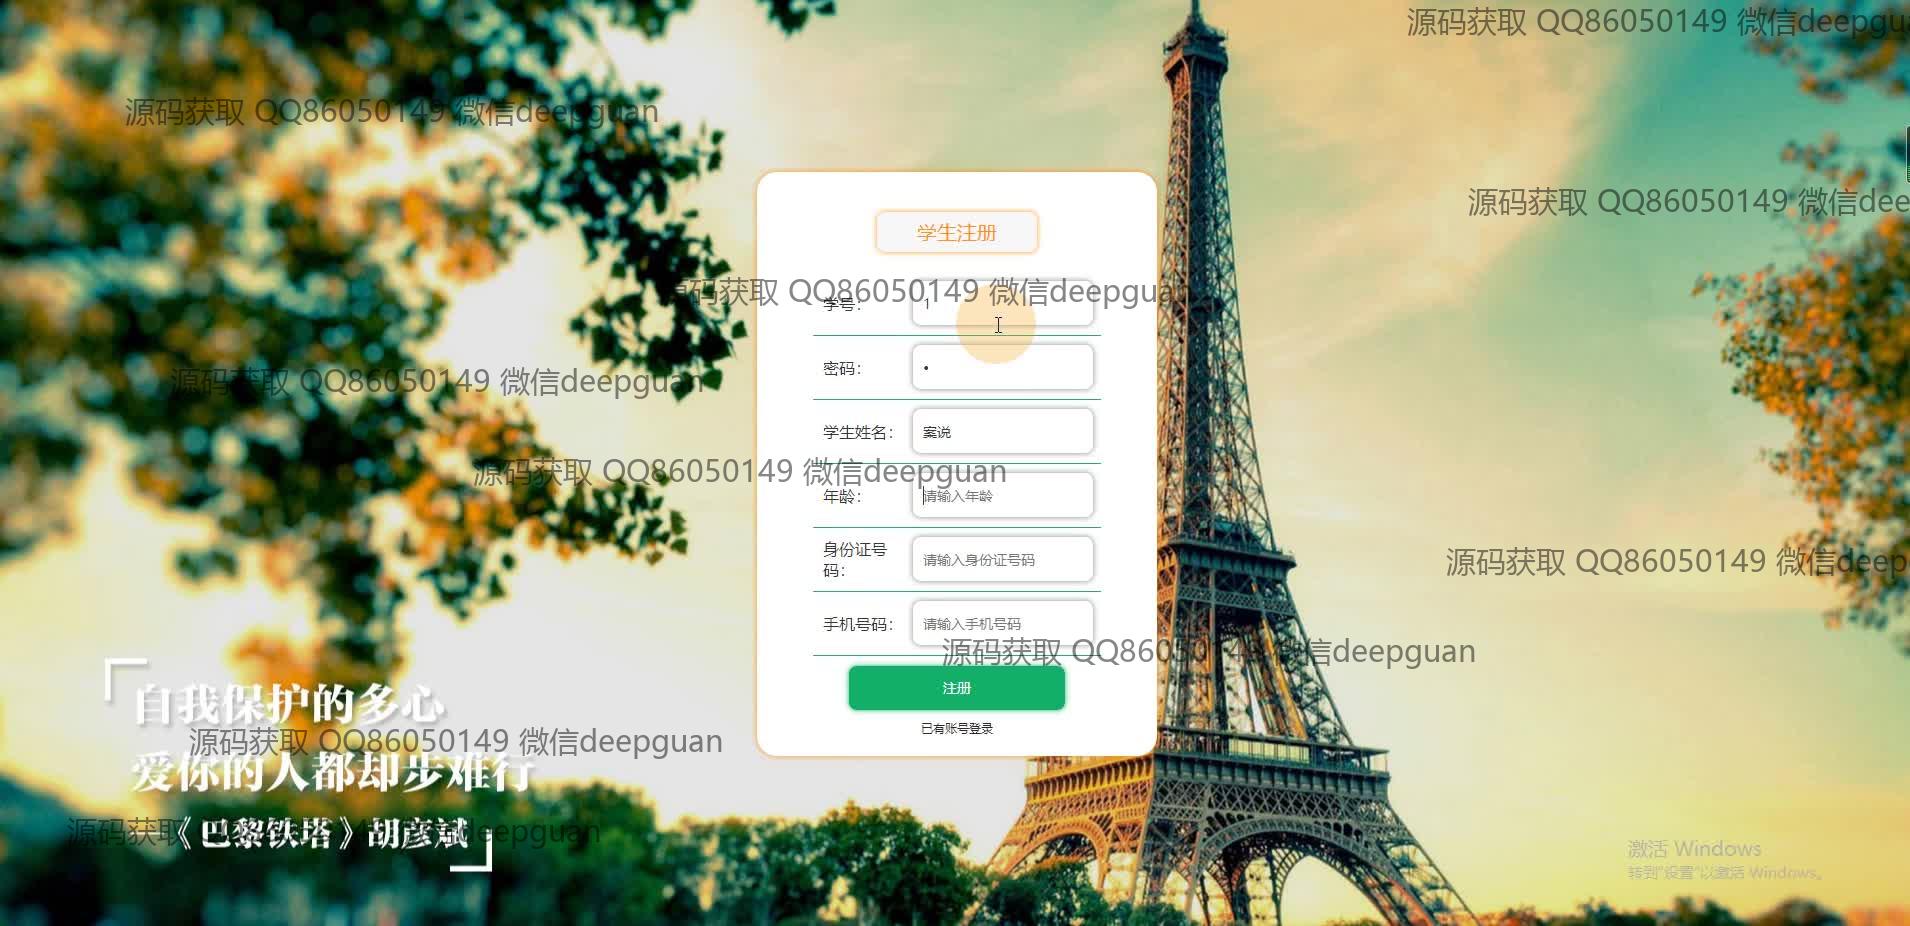 源码获取 QQ86050149 微信deepgu
源码获取 QQ86050149 微信deepguan
源码获取 QQ86050149 微信dee
学生注册
源码获取 QQ86050149 微信deepguan
学号： 1
密码： •
源码获取 QQ86050149 微信deepguan
学生姓名： 案说
源码获取 QQ86050149 微信deepguan
年龄： 请输入年龄
身份证号
码：
请输入身份证号码
源码获取 QQ86050149 微信deep
手机号码： 请输入手机号码
源码获取 QQ86050149 微信deepguan
注册
已有账号登录
自我保护的多心
源码获取 QQ86050149 微信deepguan
爱你的人都却步难行
源码获取 deepguan
《巴黎铁塔》胡彦斌
激活 Windows
转到"设置"以激活 Windows。